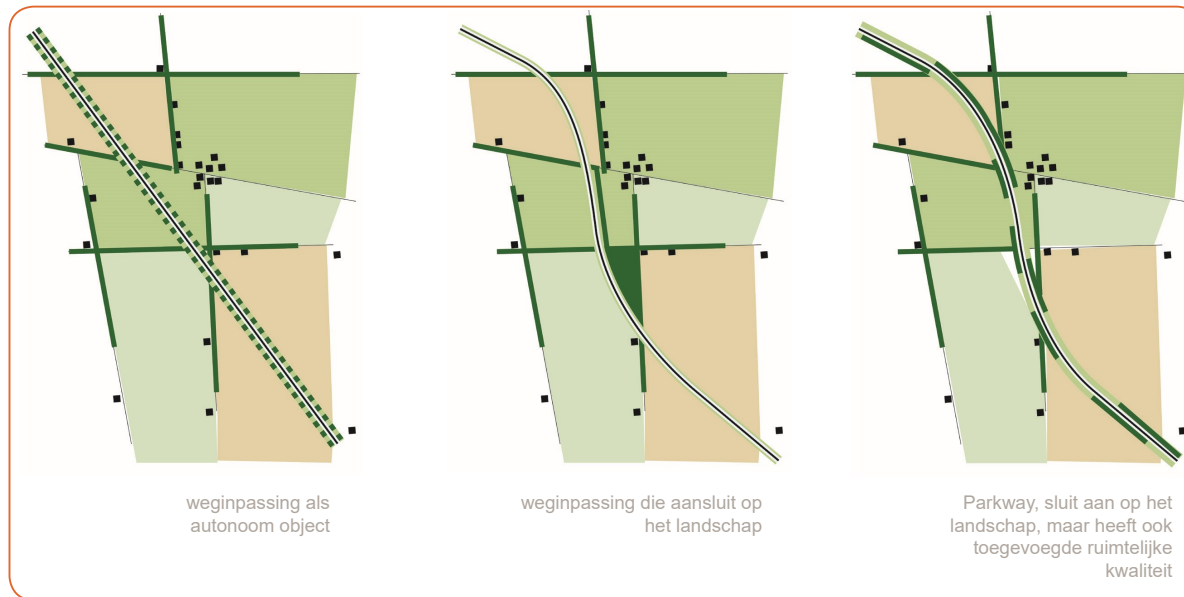 weginpassing als
autonoom object
weginpassing die aansluit op
het landschap
Parkway, sluit aan op het
landschap, maar heeft ook
toegevoegde ruimtelijke
kwaliteit